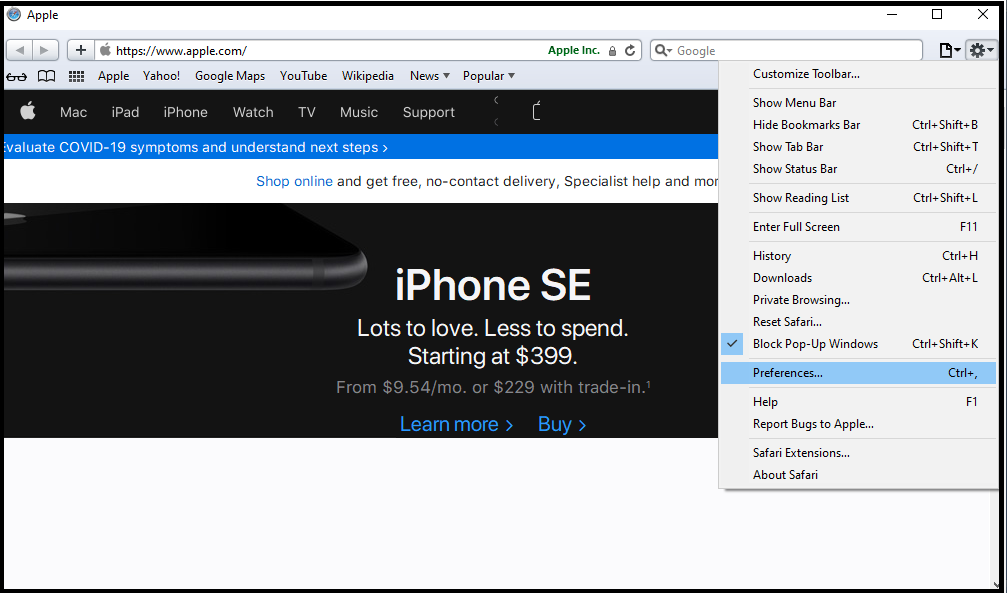 Apple
https://www.apple.com/ Apple Inc. Google
Apple Yahoo! Google Maps YouTube Wikipedia News Popular
Mac iPad iPhone Watch TV Music Support
Evaluate COVID-19 symptoms and understand next steps >
Shop online and get free, no-contact delivery, Specialist help and
iPhone SE
Lots to love. Less to spend.
Starting at $399.
From $9.54/mo. or $229 with trade-in.¹
Learn more > Buy >
Customize Toolbar...
Show Menu Bar
Hide Bookmarks Bar Ctrl+Shift+B
Show Tab Bar Ctrl+Shift+T
Show Status Bar Ctrl+/
Show Reading List Ctrl+Shift+L
Enter Full Screen F11
History Ctrl+H
Downloads Ctrl+Alt+L
Private Browsing...
Reset Safari...
Block Pop-Up Windows Ctrl+Shift+K
Preferences... Ctrl+,
Help F1
Report Bugs to Apple...
Safari Extensions...
About Safari